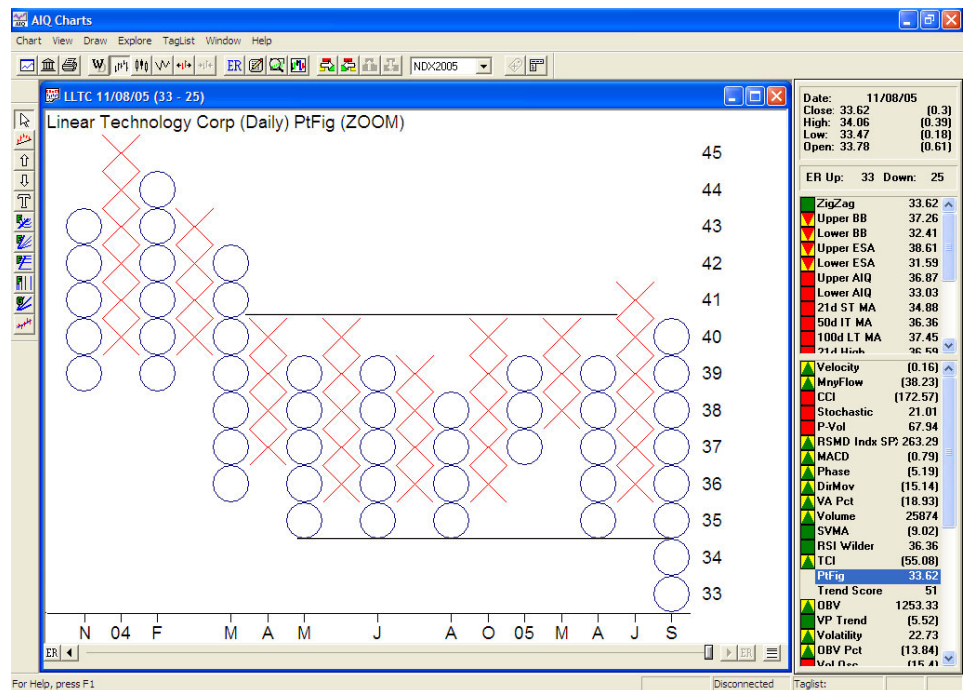 AIQ Charts
Chart View Draw Explore TagList Window Help
ER NDX2005
LLTC 11/08/05 (33 - 25)
Linear Technology Corp (Daily) PtFig (ZOOM)
45
44
43
42
41
40
39
38
37
36
35
34
33
N 04 F M A M J A O 05 M A J S
ER ER
Date: 11/08/05
Close: 33.62 (0.3)
High: 34.06 (0.39)
Low: 33.47 (0.18)
Open: 33.78 (0.61)
ER Up: 33 Down: 25
ZigZag 33.62
Upper BB 37.26
Lower BB 32.41
Upper ESA 38.61
Lower ESA 31.59
Upper AIQ 36.87
Lower AIQ 33.03
21d ST MA 34.88
50d IT MA 36.36
100d LT MA 37.45
21d High 36.59
Velocity (0.16)
MnyFlow (38.23)
CCI (172.57)
Stochastic 21.01
P-Vol 67.94
RSMD Indx SP: 263.29
MACD (0.79)
Phase (5.19)
DirMov (15.14)
VA Pct (18.93)
Volume 25874
SVMA (9.02)
RSI Wilder 36.36
TCI (55.08)
PtFig 33.62
Trend Score 51
OBV 1253.33
VP Trend (5.52)
Volatility 22.73
OBV Pct (13.84)
Vol Osc (15.4)
For Help, press F1 Disconnected Taglist: